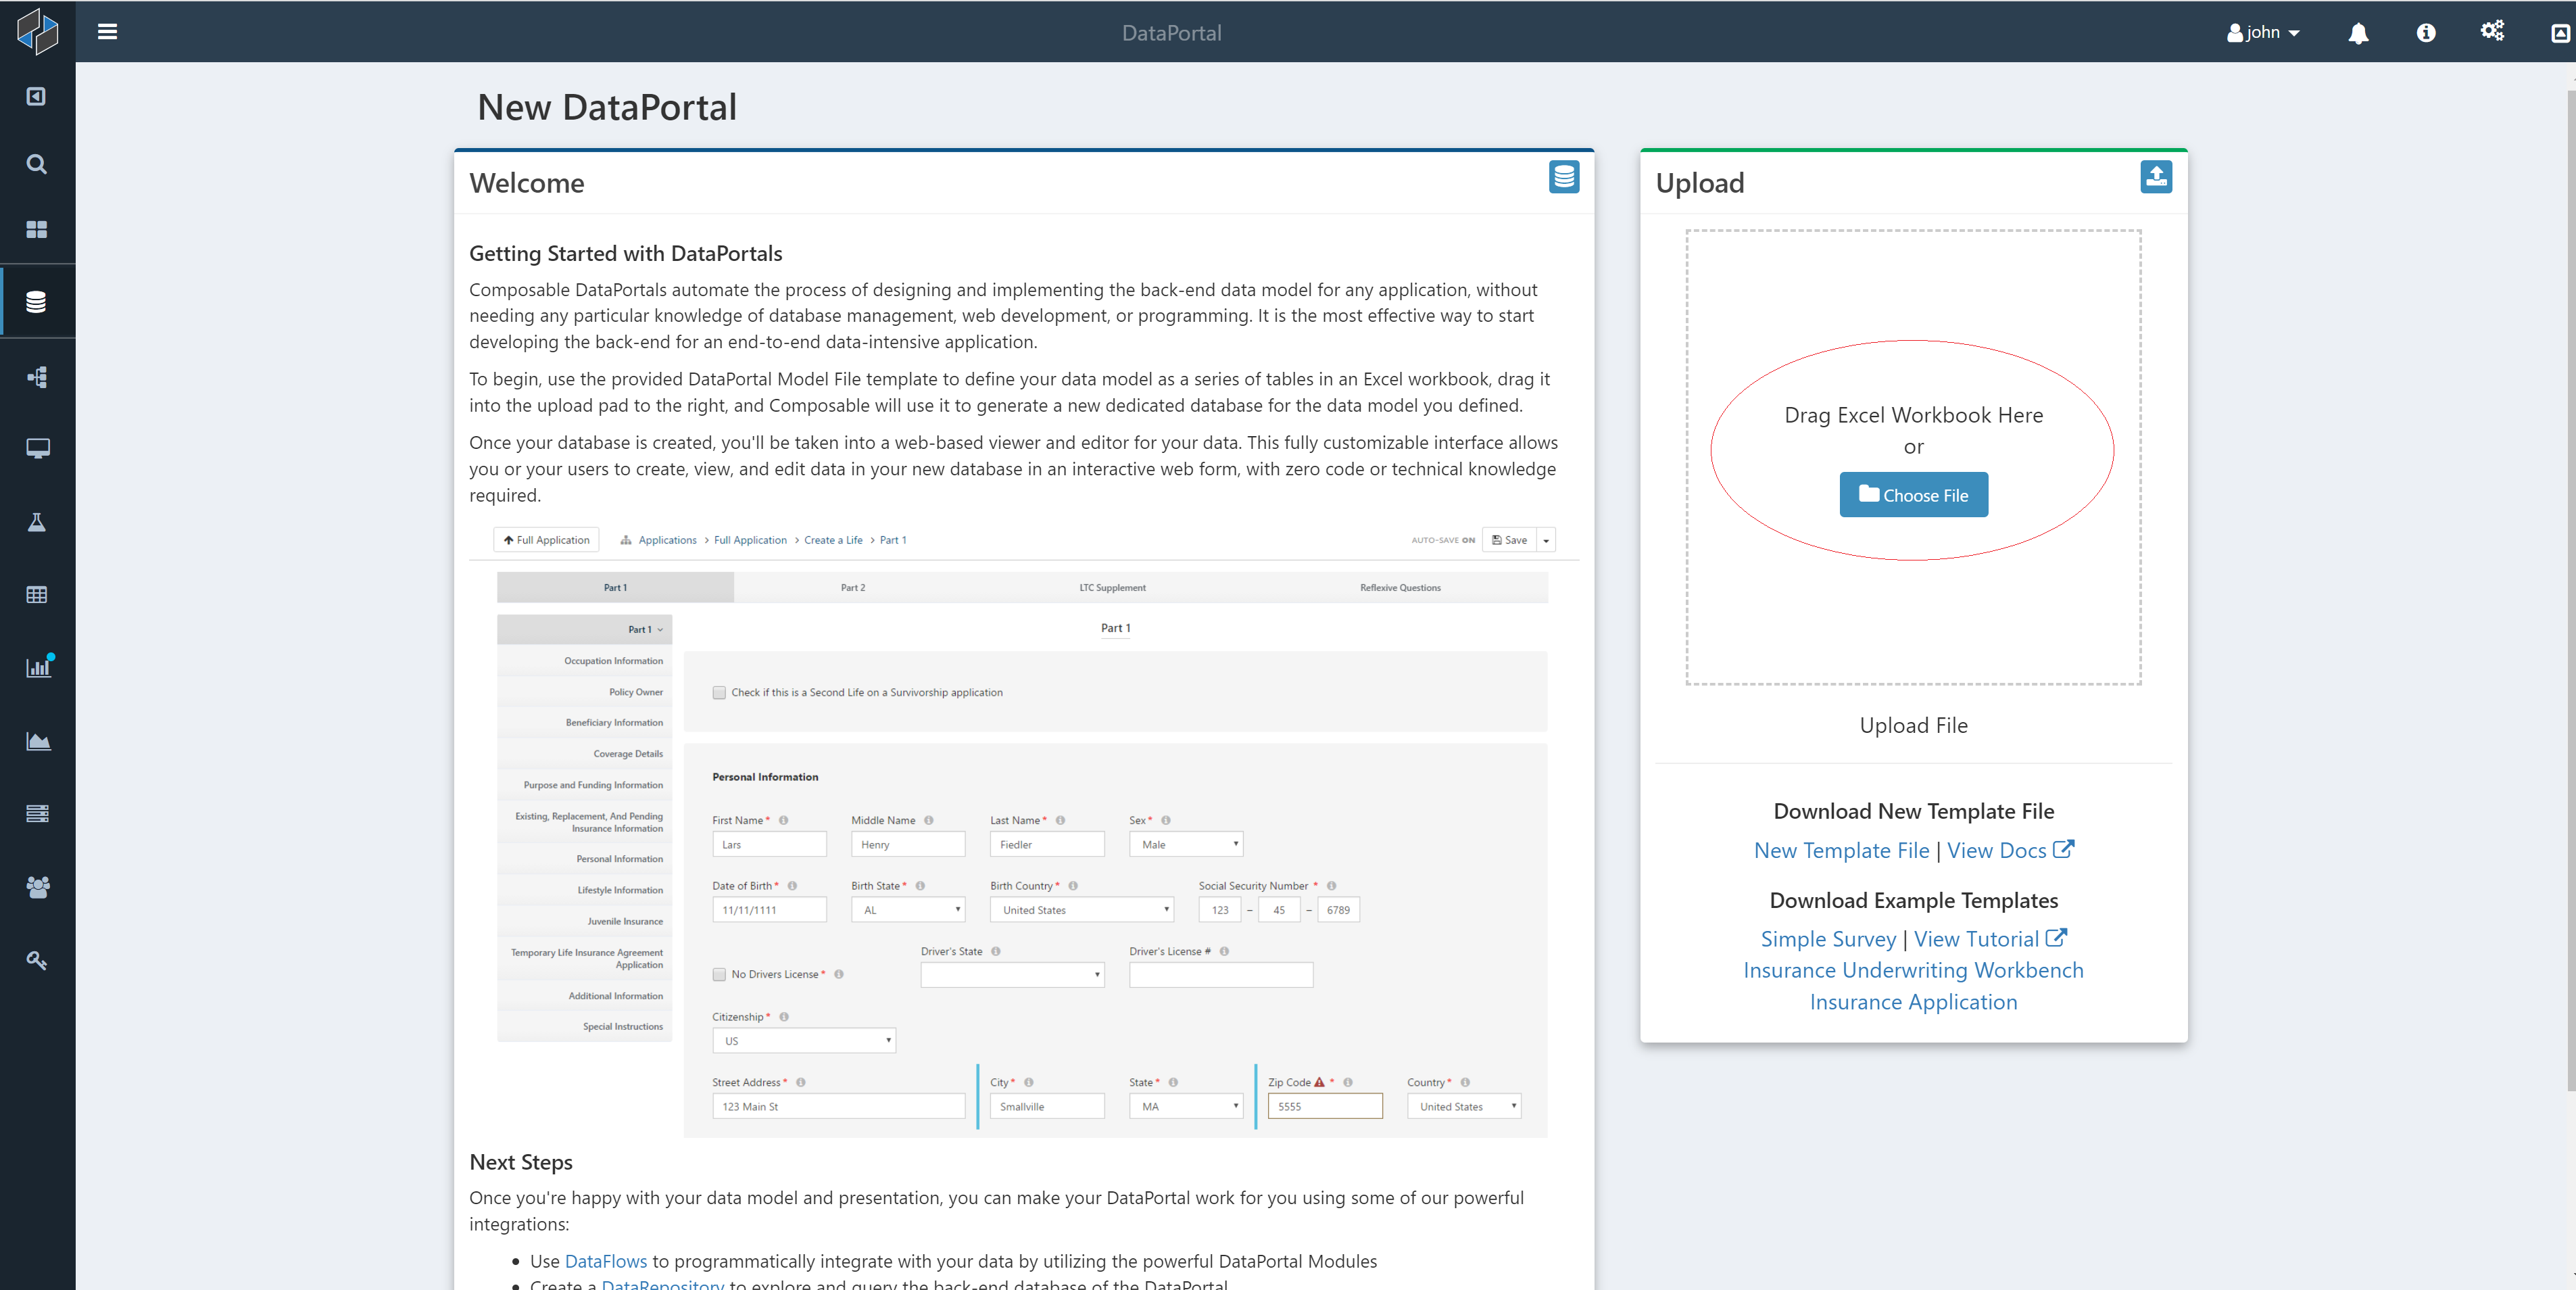 DataPortal
john
New DataPortal
Welcome
Getting Started with DataPortals
Composable DataPortals automate the process of designing and implementing the back-end data model for any application, without
needing any particular knowledge of database management, web development, or programming. It is the most effective way to start
developing the back-end for an end-to-end data-intensive application.
To begin, use the provided DataPortal Model File template to define your data model as a series of tables in an Excel workbook, drag it
into the upload pad to the right, and Composable will use it to generate a new dedicated database for the data model you defined.
Once your database is created, you'll be taken into a web-based viewer and editor for your data. This fully customizable interface allows
you or your users to create, view, and edit data in your new database in an interactive web form, with zero code or technical knowledge
required.
Full Application Applications > Full Application > Create a Life > Part 1 AUTO-SAVE ON Save
Part 1 Part 2 LTC Supplement Reflexive Questions
Part 1
Occupation Information
Policy Owner
Beneficiary Information
Coverage Details
Purpose and Funding Information
Existing, Replacement, And Pending
Insurance Information
Personal Information
Lifestyle Information
Juvenile Insurance
Temporary Life Insurance Agreement
Application
Additional Information
Special Instructions
Part 1
Check if this is a Second Life on a Survivorship application
Personal Information
First Name * Middle Name Last Name * Sex *
Lars Henry Fiedler Male
Date of Birth * Birth State * Birth Country * Social Security Number *
11/11/1111 AL United States 123 – 45 – 6789
Driver's State Driver's License #
No Drivers License *
Citizenship *
US
Street Address * City * State * Zip Code * Country *
123 Main St Smallville MA 5555 United States
Next Steps
Once you're happy with your data model and presentation, you can make your DataPortal work for you using some of our powerful
integrations:
• Use DataFlows to programmatically integrate with your data by utilizing the powerful DataPortal Modules
• Create a DataRepository to explore and query the back-end database of the DataPortal
Upload
Drag Excel Workbook Here
or
Choose File
Upload File
Download New Template File
New Template File | View Docs
Download Example Templates
Simple Survey | View Tutorial
Insurance Underwriting Workbench
Insurance Application